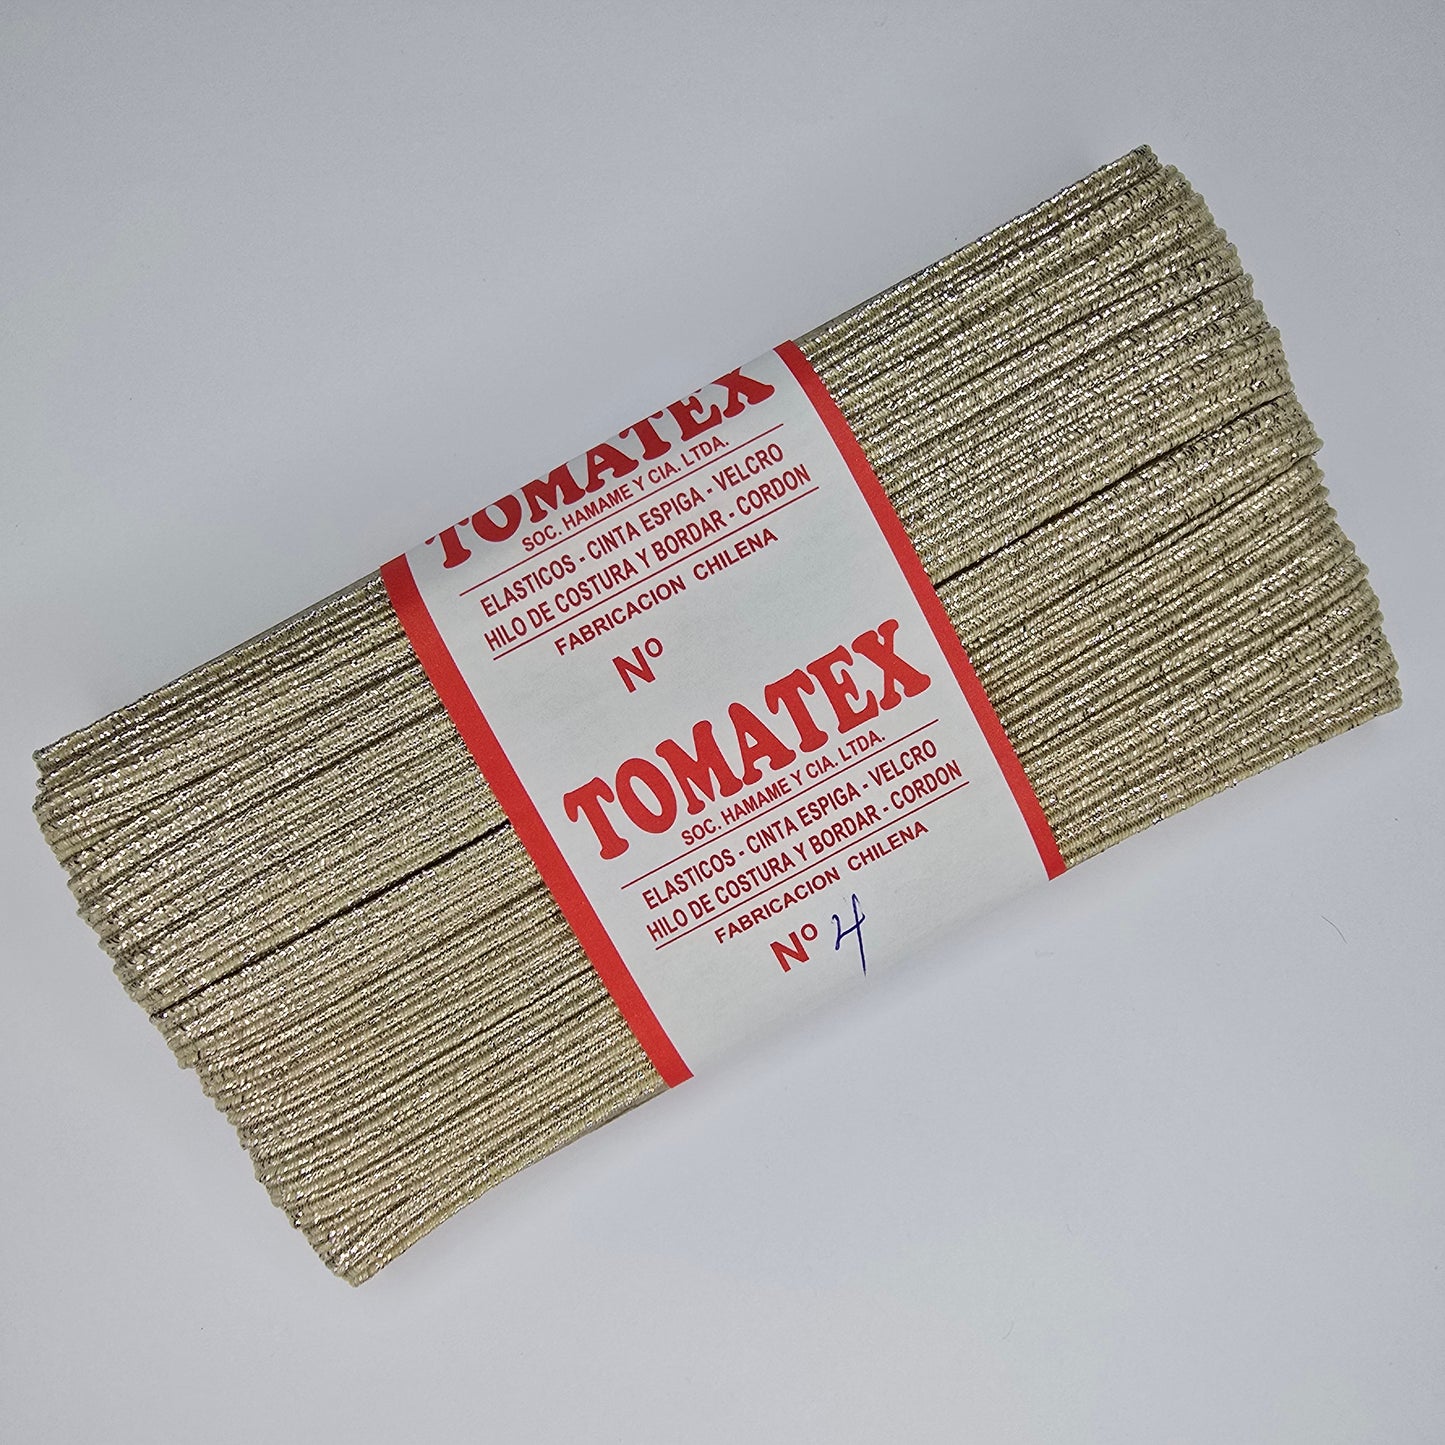 TOMATEX
SOC. HAMAME Y CIA. LTDA.
ELASTICOS - CINTA ESPIGA - VELCRO
HILO DE COSTURA Y BORDAR - CORDON
FABRICACION CHILENA
Nº
TOMATEX
SOC. HAMAME Y CIA. LTDA.
ELASTICOS - CINTA ESPIGA - VELCRO
HILO DE COSTURA Y BORDAR - CORDON
FABRICACION CHILENA
Nº 4